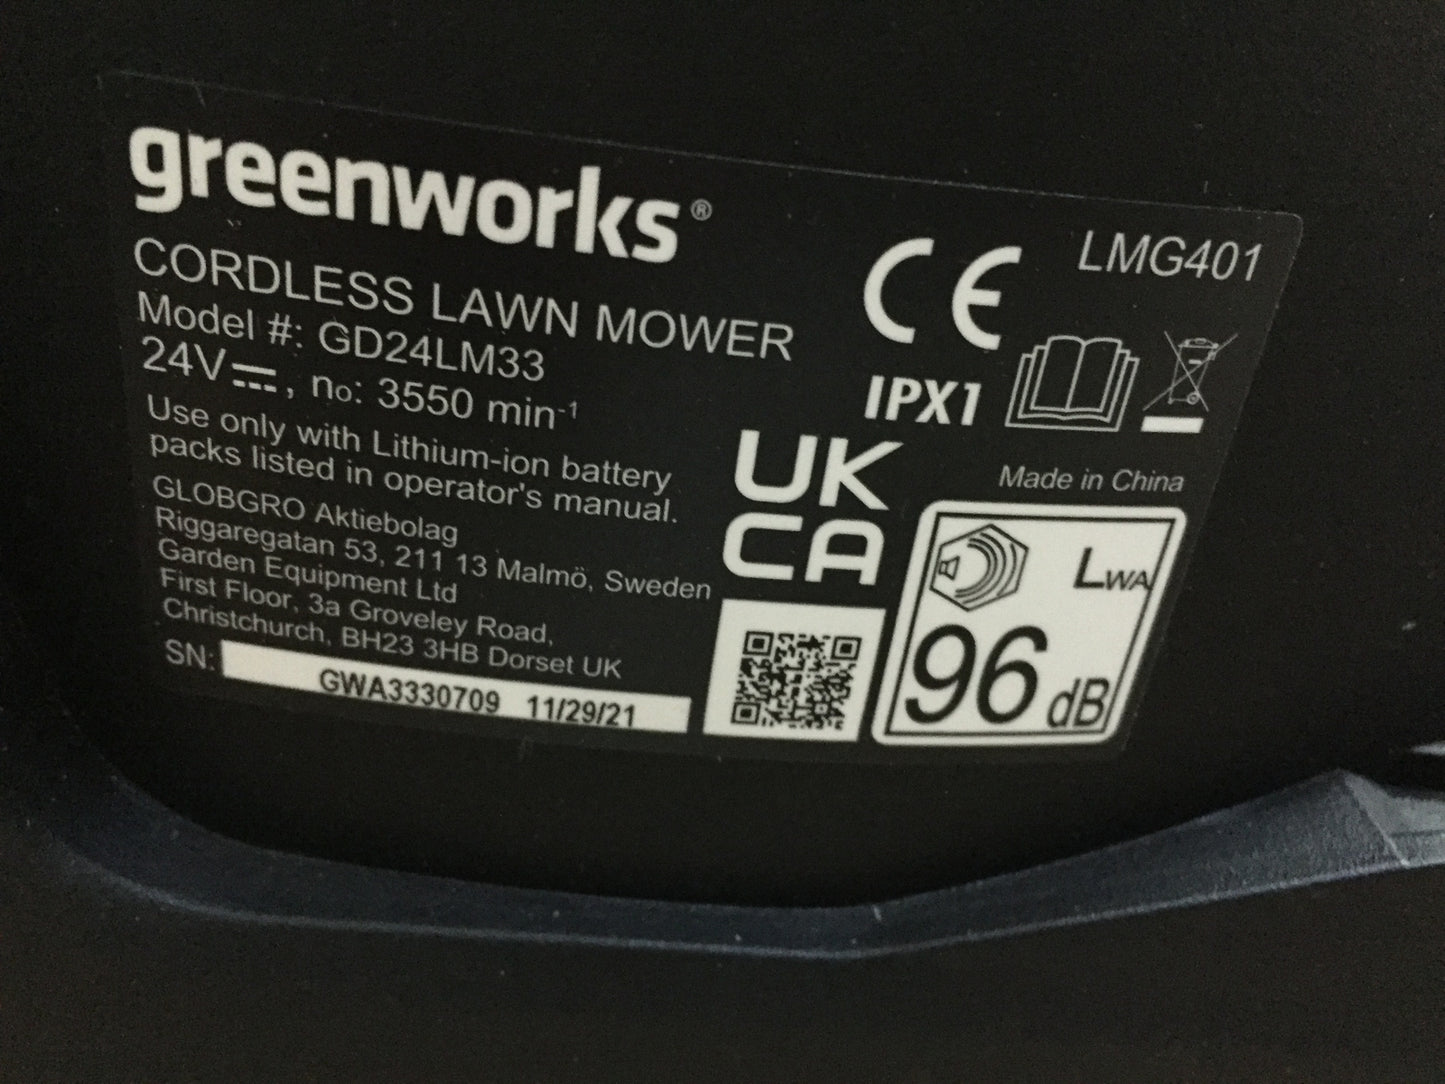 greenworks®
CORDLESS LAWN MOWER
Model #: GD24LM33
24V⎓, no: 3550 min-1
Use only with Lithium-ion battery
packs listed in operator's manual.
GLOBGRO Aktiebolag
Riggaregatan 53, 211 13 Malmö, Sweden
Garden Equipment Ltd
First Floor, 3a Groveley Road,
Christchurch, BH23 3HB Dorset UK
SN: GWA3330709 11/29/21
CE
LMG401
IPX1
UK
CA
Made in China
LWA
96 dB